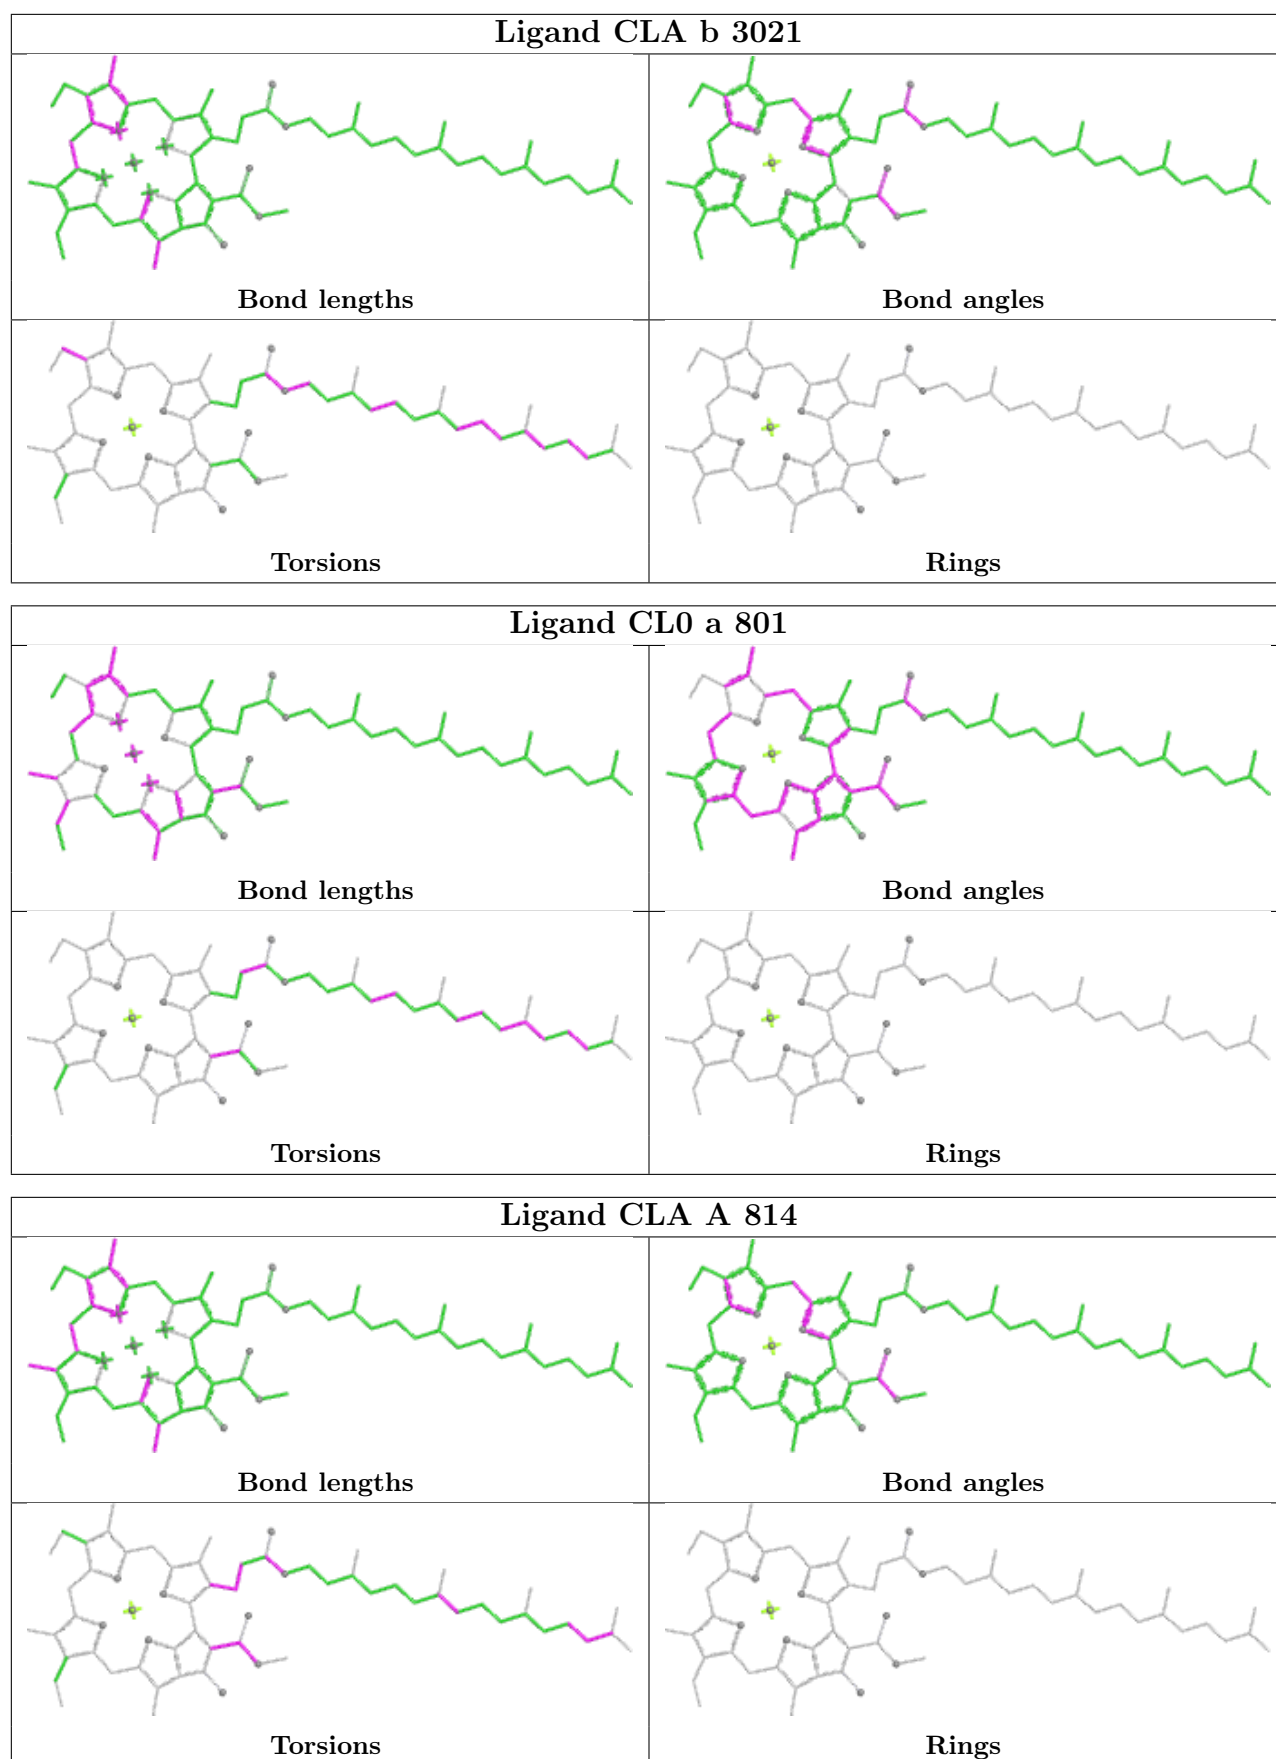 Ligand CLA b 3021
Bond lengths
Bond angles
Torsions
Rings
Ligand CL0 a 801
Bond lengths
Bond angles
Torsions
Rings
Ligand CLA A 814
Bond lengths
Bond angles
Torsions
Rings